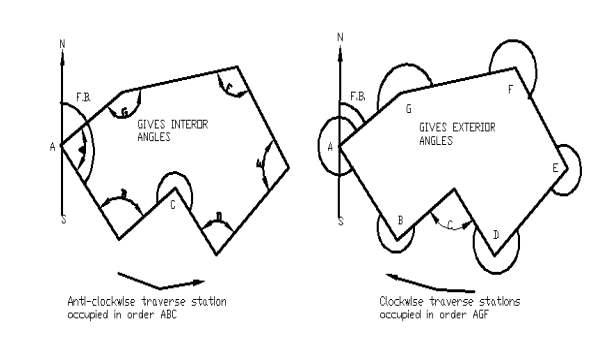 N
F.B.
G
F
GIVES INTERIOR
ANGLES
A
A
E
B
C
D
S
Anti-clockwise traverse station
occupied in order ABC
N
F.B.
G
F
GIVES EXTERIOR
ANGLES
A
E
B
C
D
S
Clockwise traverse stations
occupied in order AGF